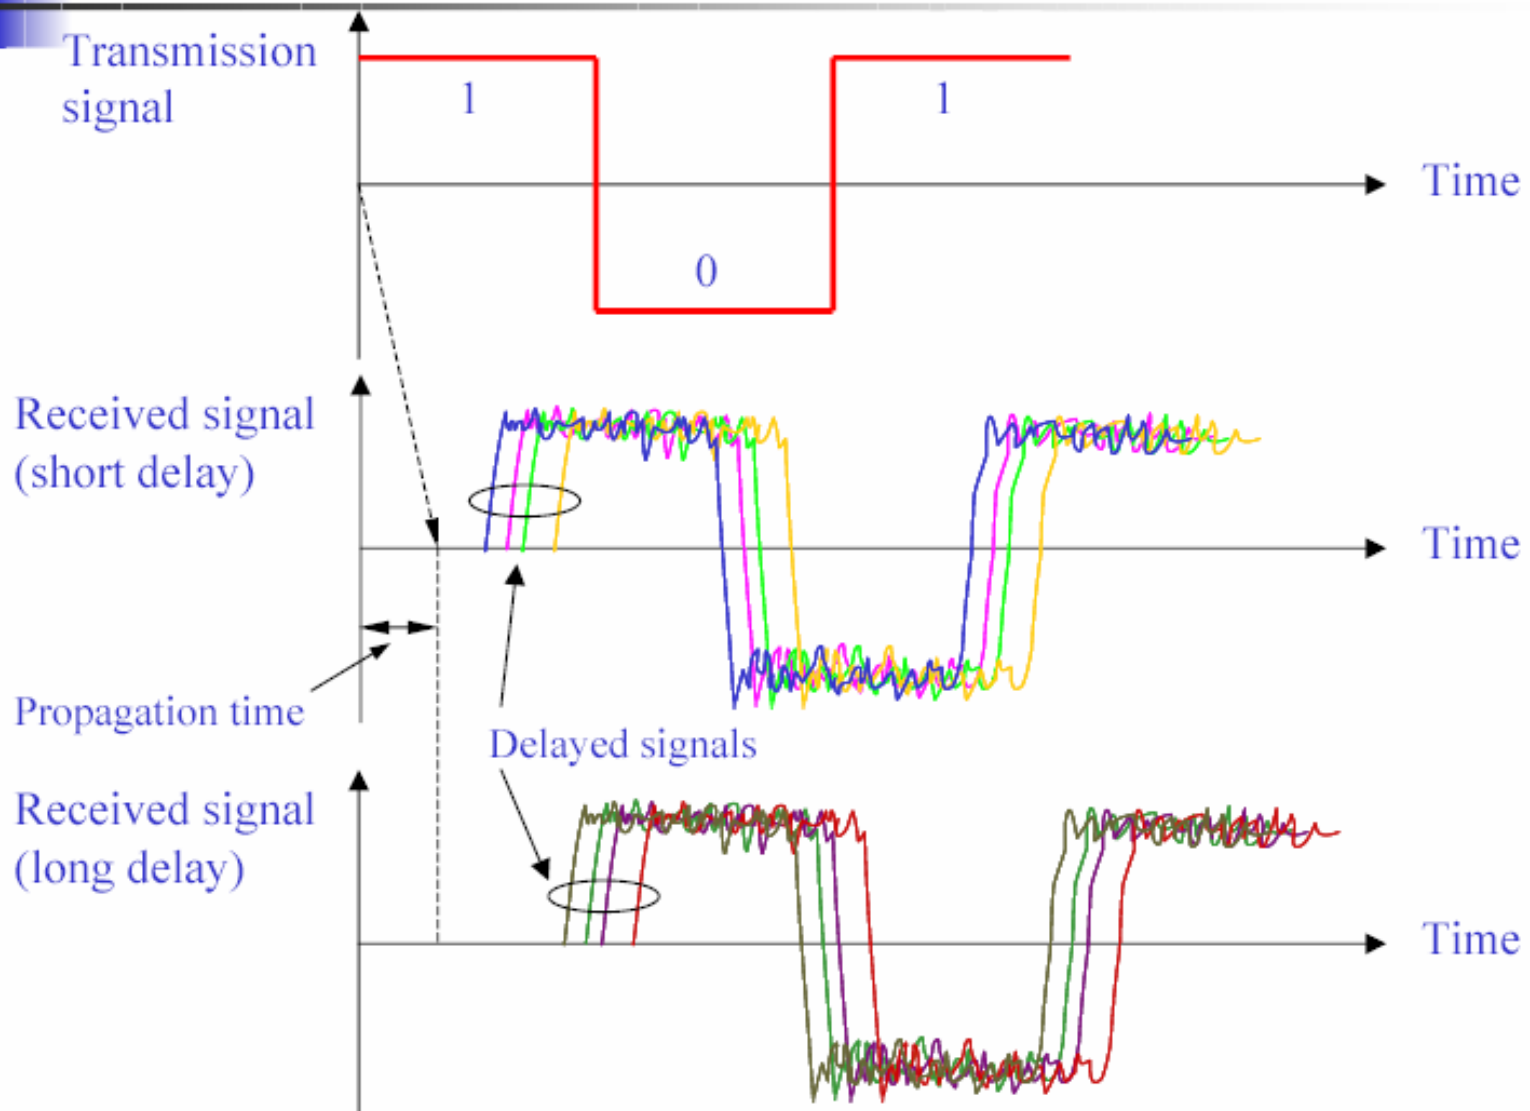 Transmission
signal
1
1
Time
0
Received signal
(short delay)
Time
Propagation time
Delayed signals
Received signal
(long delay)
Time